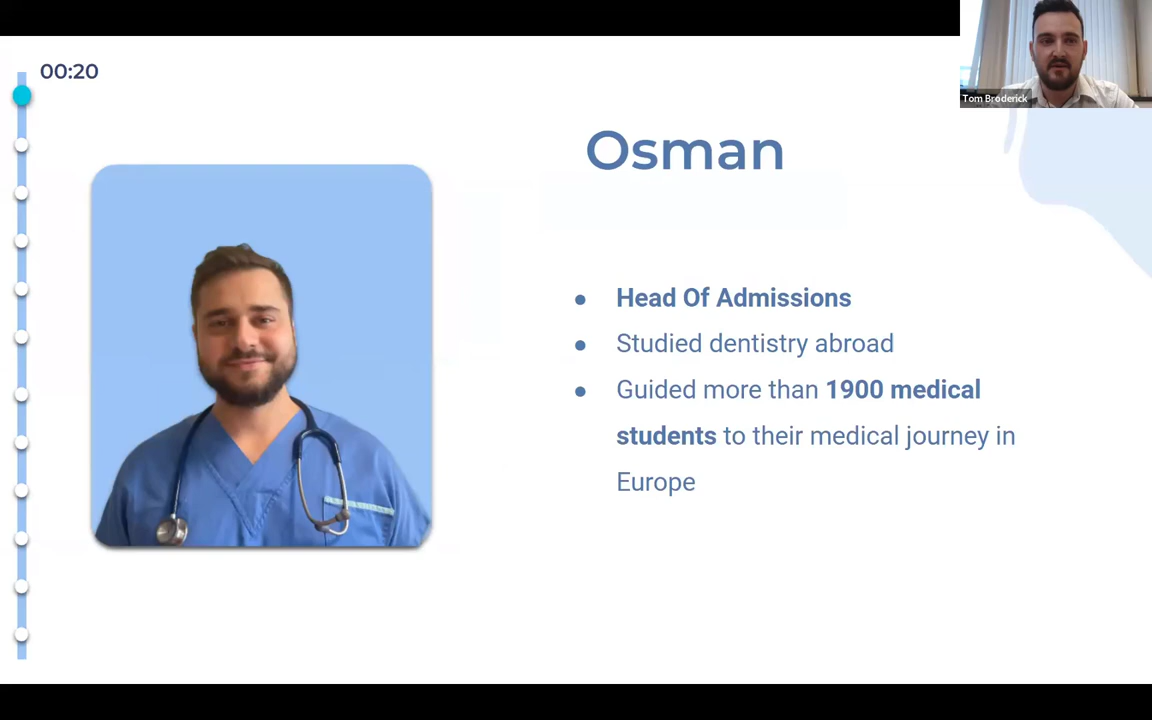 00:20
Tom Broderick
Osman
● Head Of Admissions
● Studied dentistry abroad
● Guided more than 1900 medical
students to their medical journey in
Europe